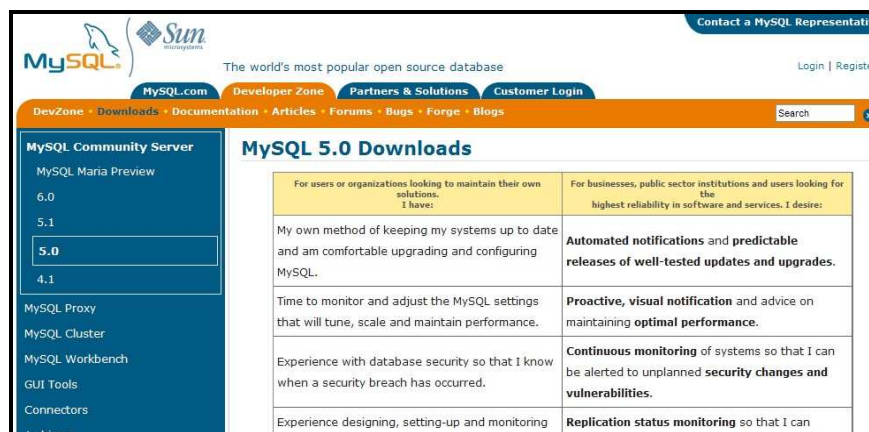 Contact a MySQL Representati
MySQL
Sun
microsystems
The world's most popular open source database
Login | Registe
MySQL.com
Developer Zone
Partners & Solutions
Customer Login
DevZone • Downloads • Documentation • Articles • Forums • Bugs • Forge • Blogs
Search
MySQL Community Server
MySQL Maria Preview
6.0
5.1
5.0
4.1
MySQL Proxy
MySQL Cluster
MySQL Workbench
GUI Tools
Connectors
MySQL 5.0 Downloads
For users or organizations looking to maintain their own
solutions.
I have:
For businesses, public sector institutions and users looking for
the
highest reliability in software and services. I desire:
My own method of keeping my systems up to date
and am comfortable upgrading and configuring
MySQL.
Automated notifications and predictable
releases of well-tested updates and upgrades.
Time to monitor and adjust the MySQL settings
that will tune, scale and maintain performance.
Proactive, visual notification and advice on
maintaining optimal performance.
Experience with database security so that I know
when a security breach has occurred.
Continuous monitoring of systems so that I can
be alerted to unplanned security changes and
vulnerabilities.
Experience designing, setting-up and monitoring
Replication status monitoring so that I can